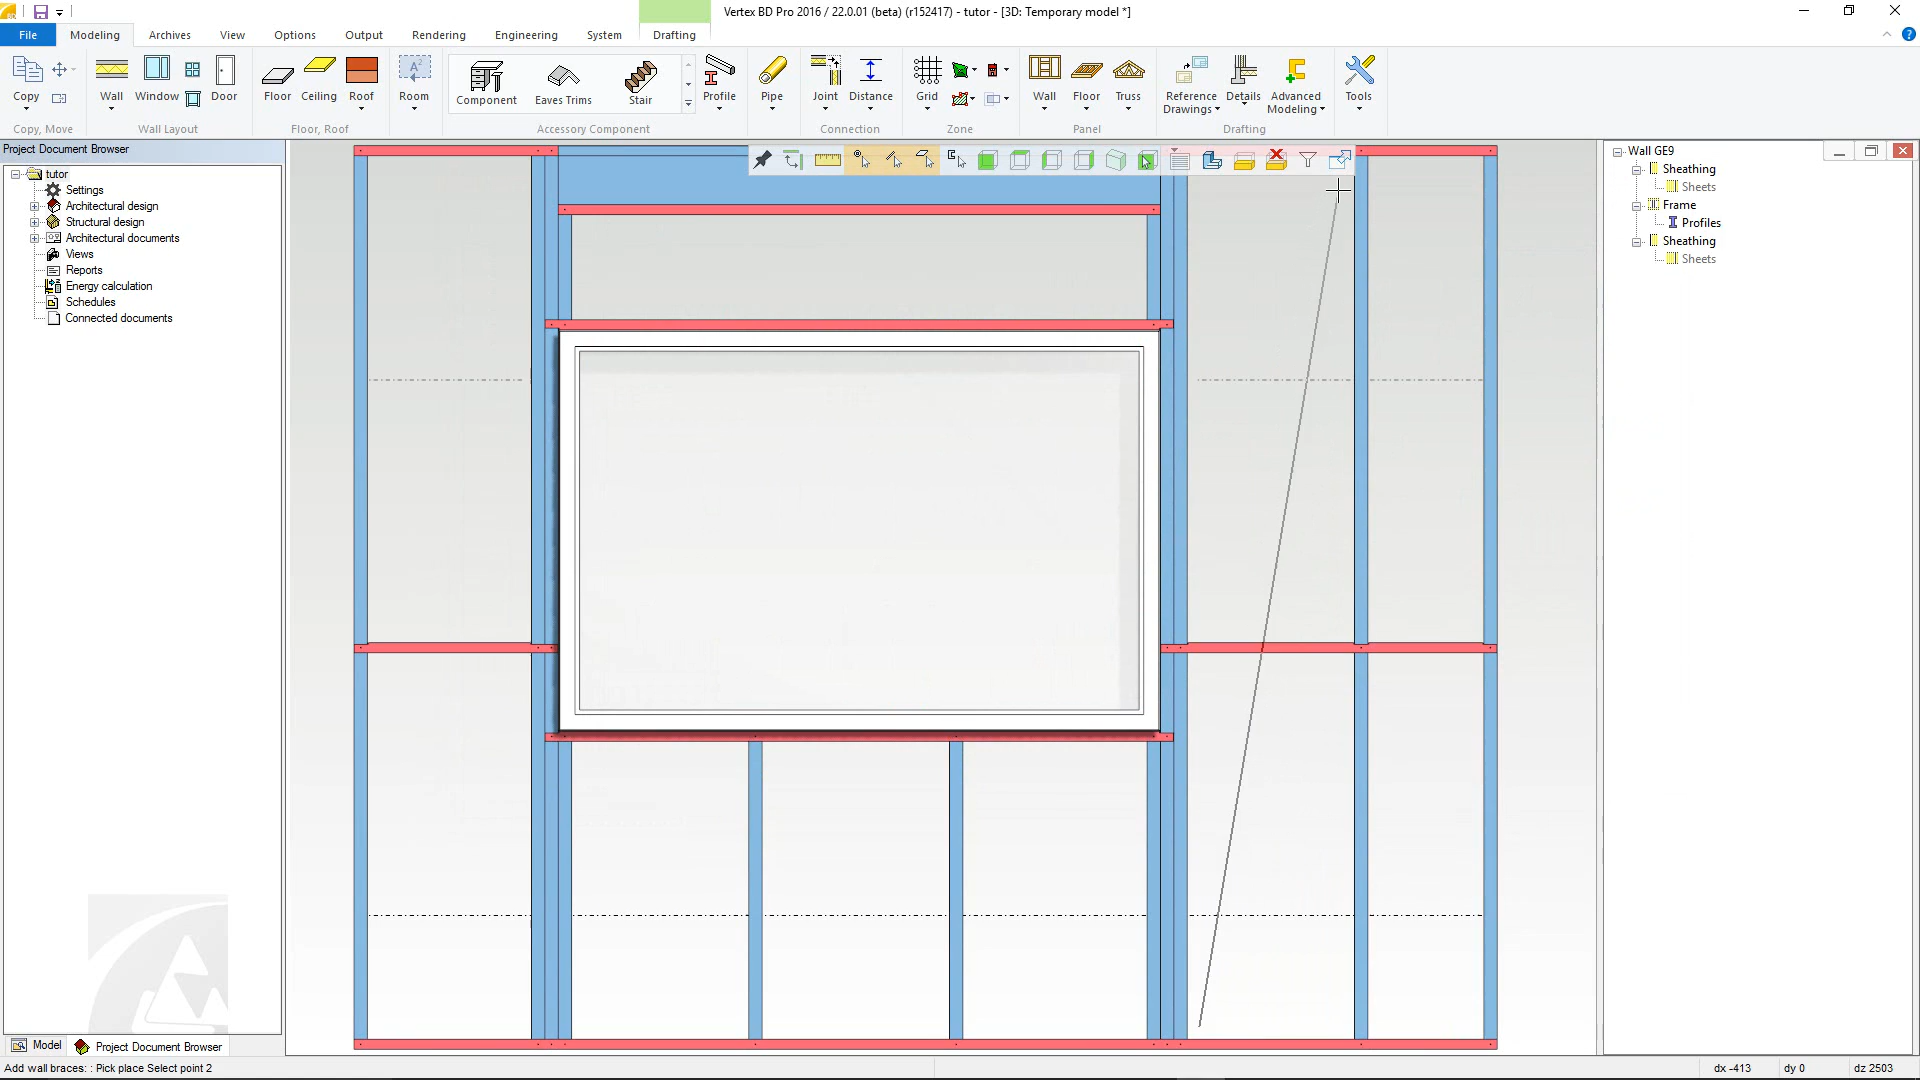 Vertex BD Pro 2016 / 22.0.01 (beta) (r152417) - tutor - [3D: Temporary model *]
File Modeling Archives View Options Output Rendering Engineering System Drafting
Copy Wall Window Door Floor Ceiling Roof Room Component Eaves Trims Stair Profile Pipe Joint Distance Grid Wall Floor Truss Reference Drawings Details Advanced Modeling Tools
Copy, Move Wall Layout Floor, Roof Accessory Component Connection Zone Panel Drafting
Project Document Browser
tutor
Settings
Architectural design
Structural design
Architectural documents
Views
Reports
Energy calculation
Schedules
Connected documents
Wall GE9
Sheathing
Sheets
Frame
Profiles
Sheathing
Sheets
Model Project Document Browser
Add wall braces: : Pick place Select point 2
dx -413 dy 0 dz 2503